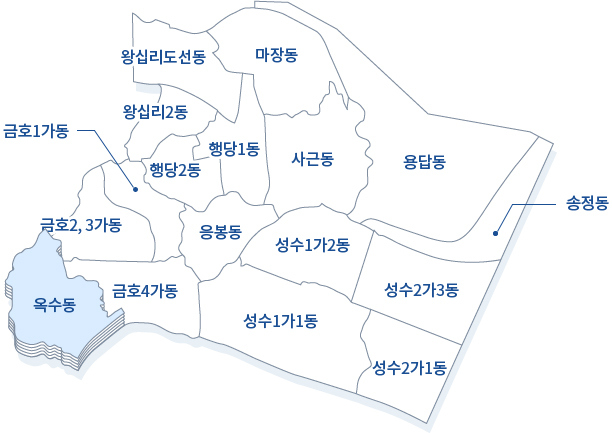 왕십리도선동
마장동
왕십리2동
금호1가동
행당1동
행당2동
사근동
용답동
송정동
금호2, 3가동
응봉동
성수1가2동
옥수동
금호4가동
성수2가3동
성수1가1동
성수2가1동